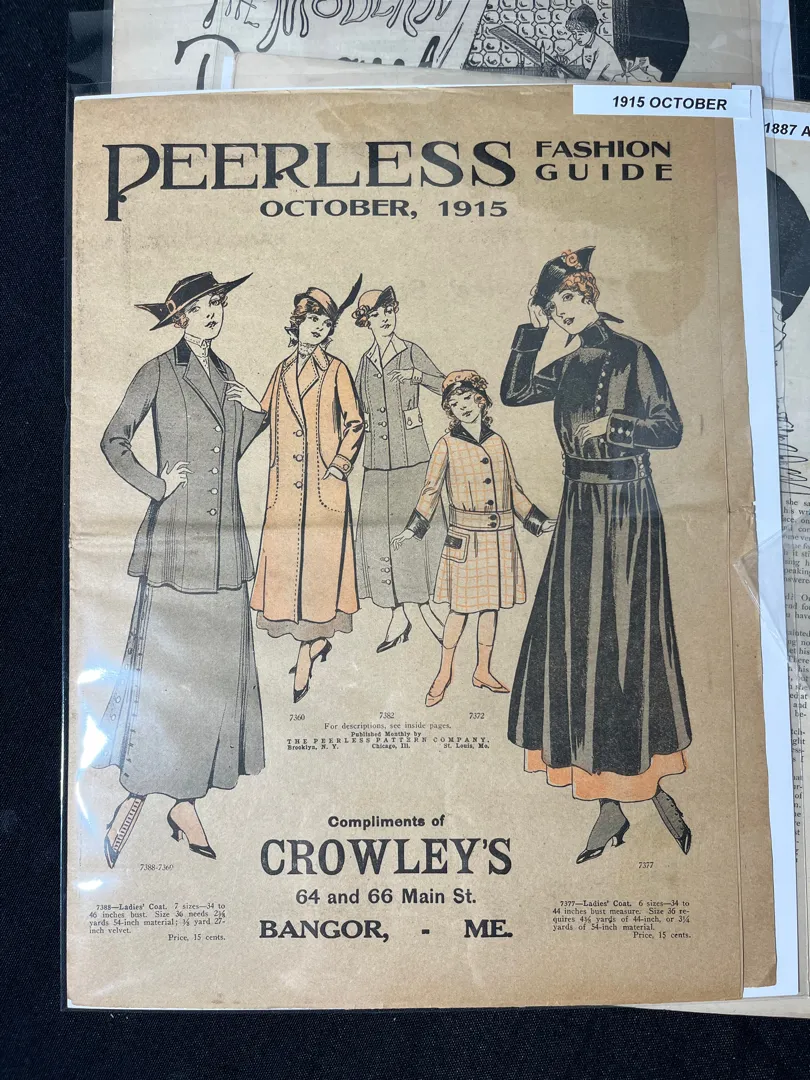 THE MODERN
1915 OCTOBER
1887 A
PEERLESS FASHION GUIDE
OCTOBER, 1915
7360 7382 7372
For descriptions, see inside pages.
Published Monthly by
THE PEERLESS PATTERN COMPANY,
Brooklyn, N. Y. Chicago, Ill. St. Louis, Mo.
Compliments of
CROWLEY'S
64 and 66 Main St.
BANGOR, - ME.
7388-7360
7388—Ladies' Coat. 7 sizes—34 to
46 inches bust. Size 36 needs 2⅜
yards 54-inch material; ⅜ yard 27-
inch velvet.
Price, 15 cents.
7377
7377—Ladies' Coat. 6 sizes—34 to
44 inches bust measure. Size 36 re-
quires 4⅛ yards of 44-inch, or 3¼
yards of 54-inch material.
Price, 15 cents.